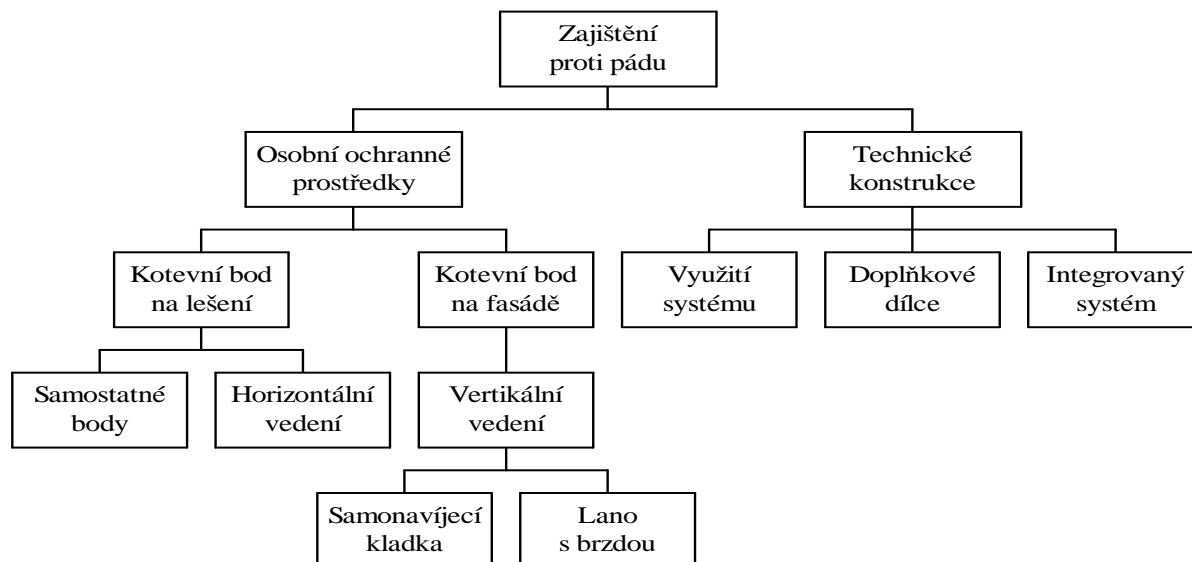 Zajištění
proti pádu
Osobní ochranné
prostředky
Technické
konstrukce
Kotevní bod
na lešení
Kotevní bod
na fasádě
Využití
systému
Doplňkové
dílce
Integrovaný
systém
Samostatné
body
Horizontální
vedení
Vertikální
vedení
Samonavíjecí
kladka
Lano
s brzdou